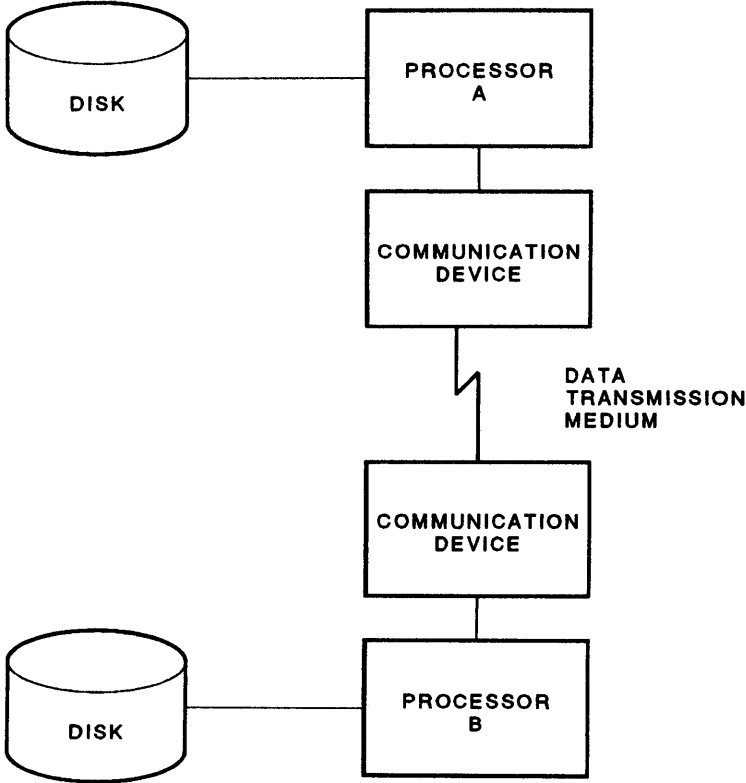 DISK
PROCESSOR
A
COMMUNICATION
DEVICE
DATA
TRANSMISSION
MEDIUM
COMMUNICATION
DEVICE
DISK
PROCESSOR
B